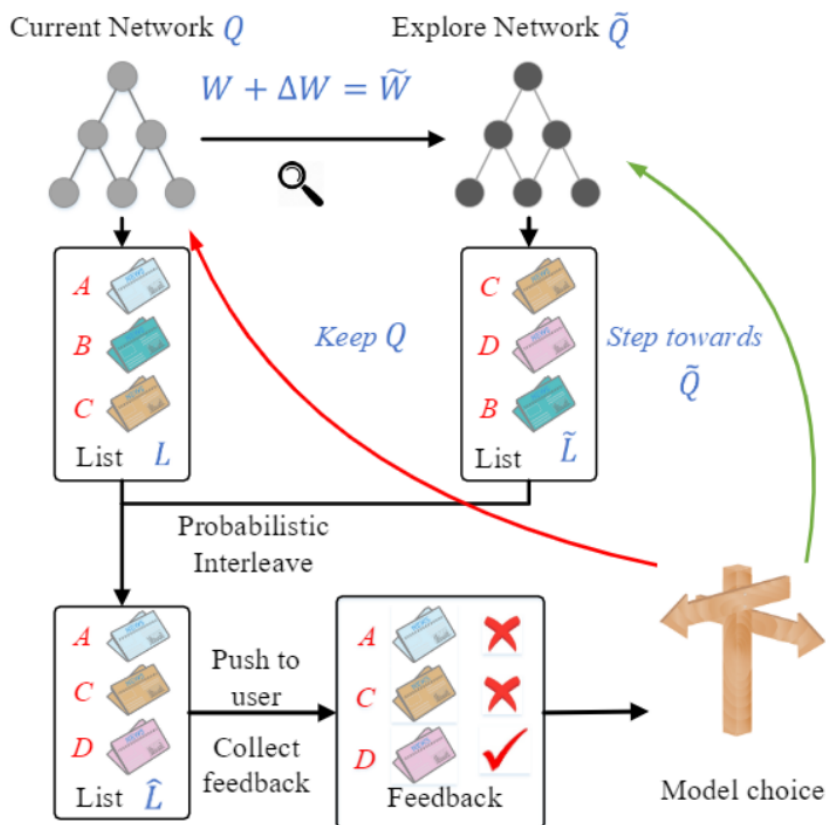 Current Network Q
Explore Network Q̃
W + ΔW = W̃
A
B
C
List L
C
D
B
List L̃
Keep Q
Step towards
Q̃
Probabilistic
Interleave
A
C
D
List L̂
Push to
user
Collect
feedback
A
C
D
Feedback
Model choice